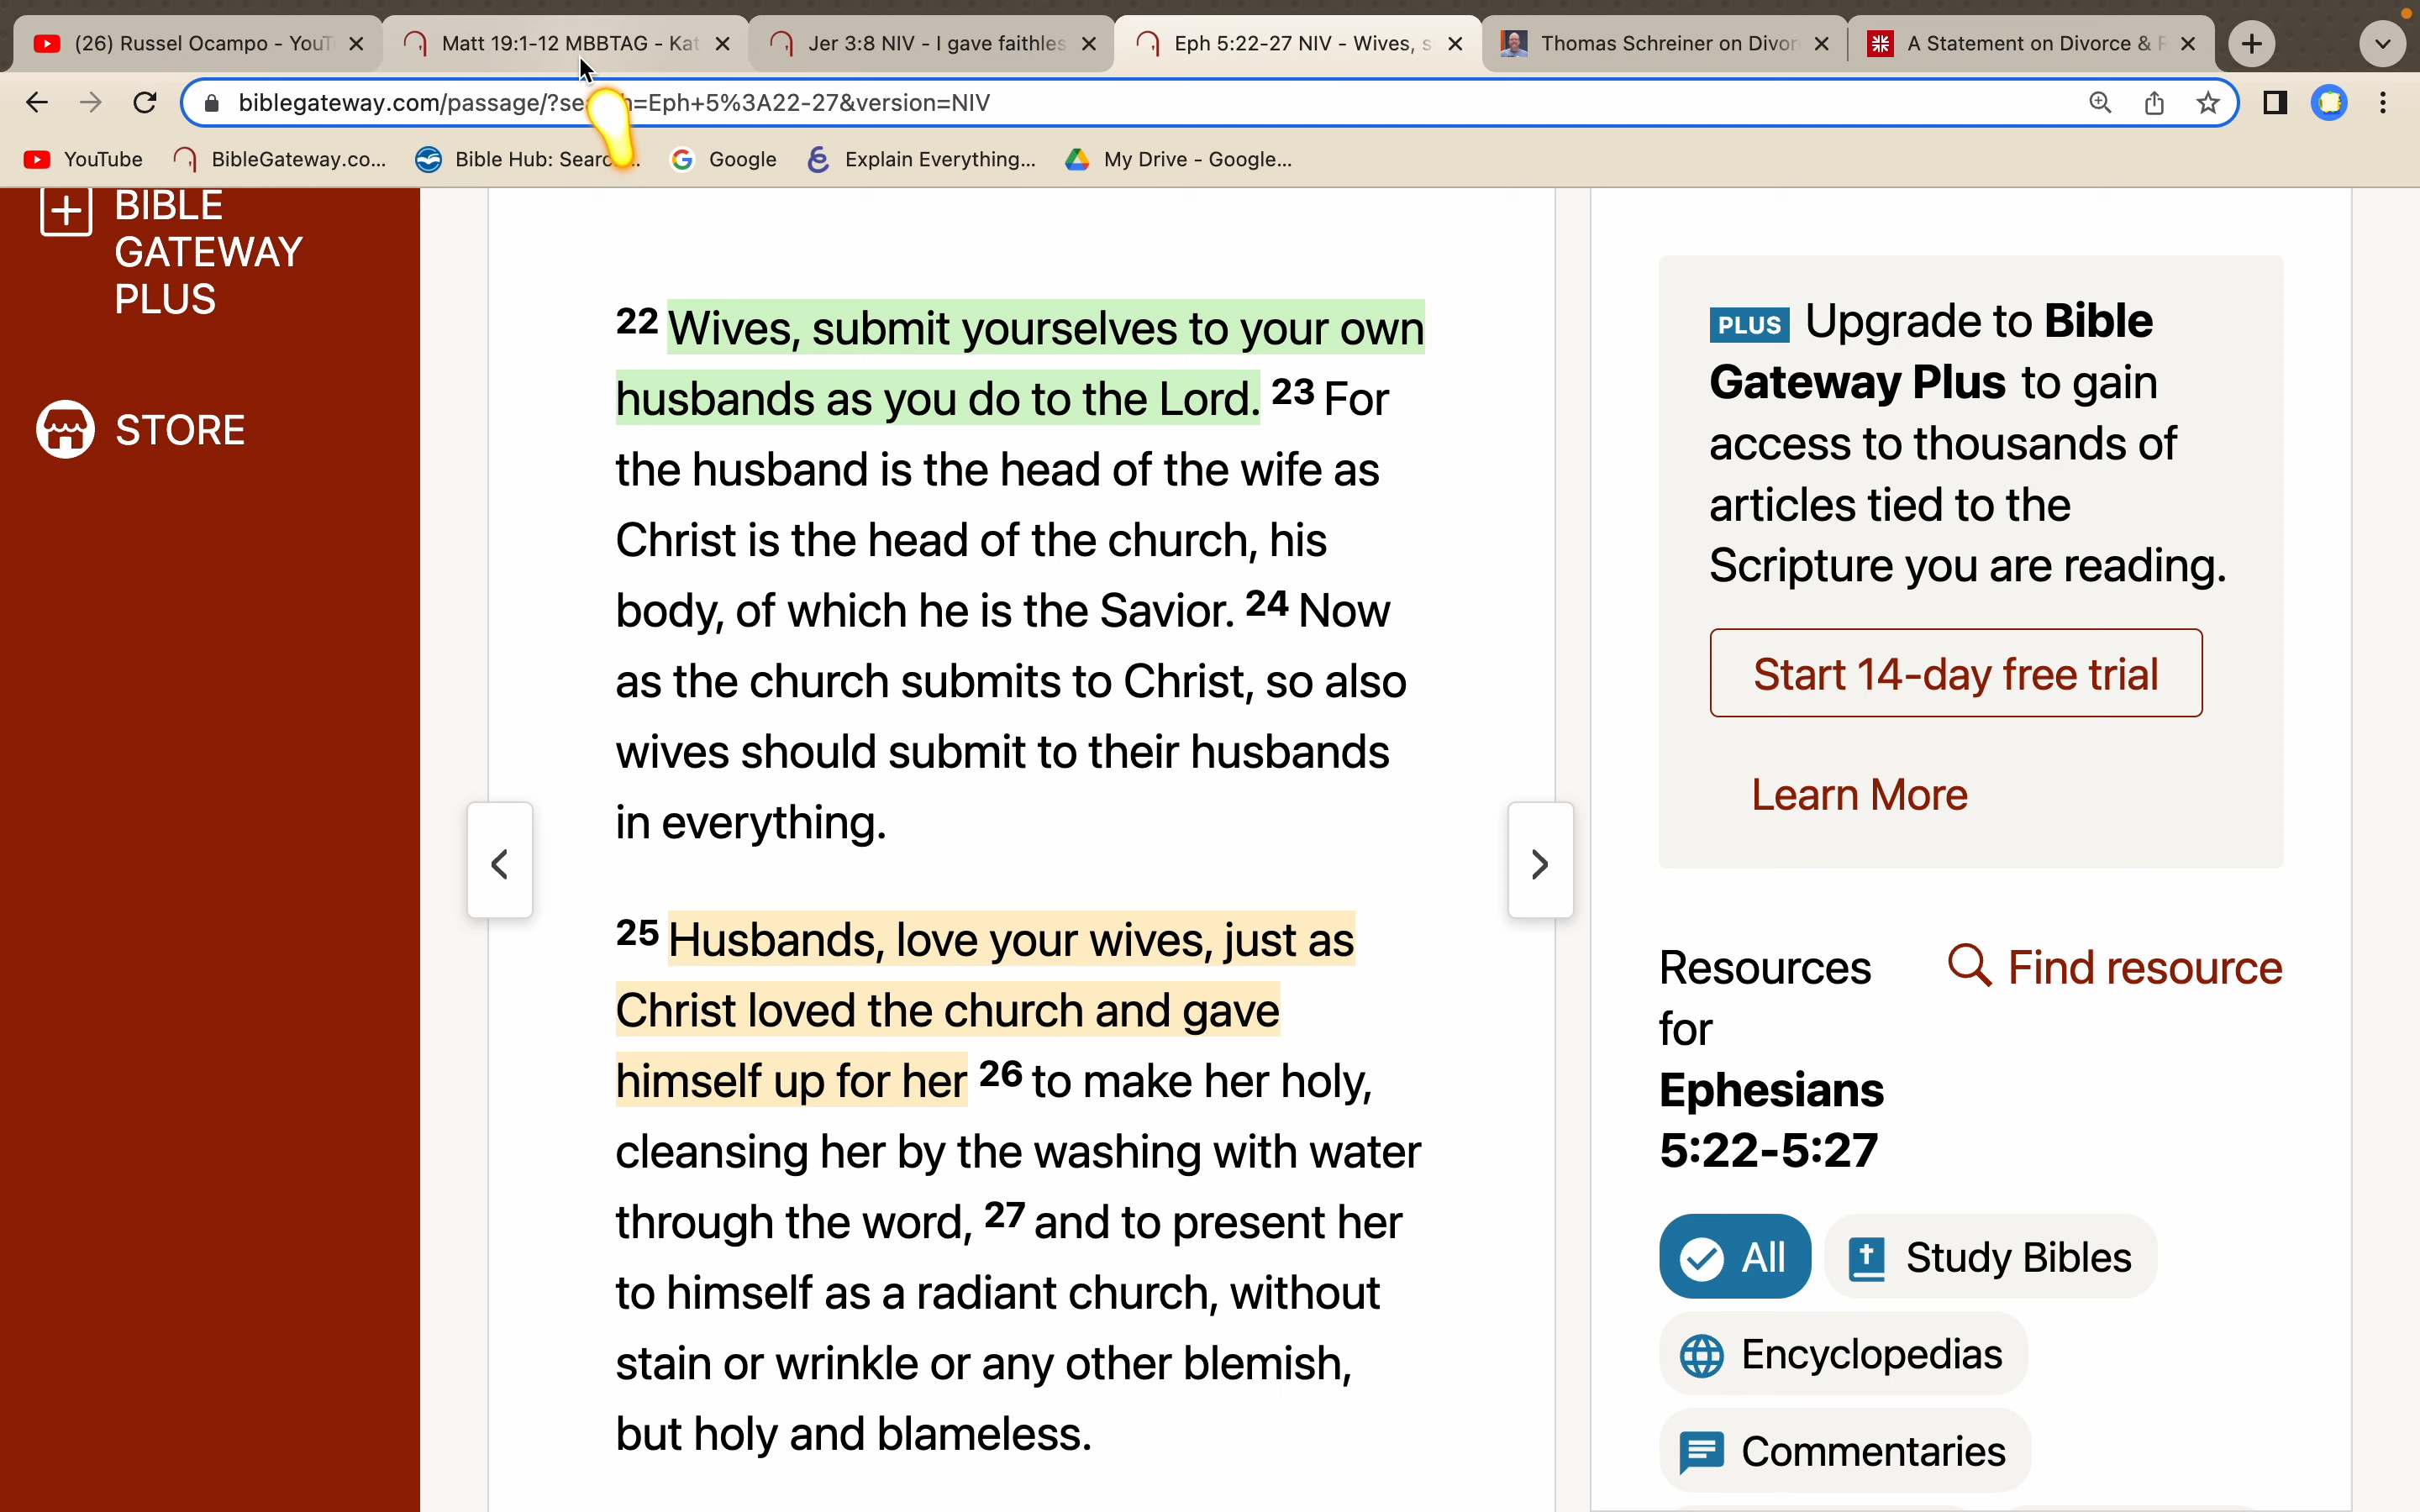 (26) Russel Ocampo - YouT
Matt 19:1-12 MBBTAG - Kat
Jer 3:8 NIV - I gave faithles
Eph 5:22-27 NIV - Wives, s
Thomas Schreiner on Divor
A Statement on Divorce &
biblegateway.com/passage/?se h=Eph+5%3A22-27&version=NIV
YouTube
BibleGateway.co...
Bible Hub: Searc...
Google
Explain Everything...
My Drive - Google...
BIBLE
GATEWAY
PLUS
STORE
22 Wives, submit yourselves to your own
husbands as you do to the Lord. 23 For
the husband is the head of the wife as
Christ is the head of the church, his
body, of which he is the Savior. 24 Now
as the church submits to Christ, so also
wives should submit to their husbands
in everything.
25 Husbands, love your wives, just as
Christ loved the church and gave
himself up for her 26 to make her holy,
cleansing her by the washing with water
through the word, 27 and to present her
to himself as a radiant church, without
stain or wrinkle or any other blemish,
but holy and blameless.
PLUS Upgrade to Bible
Gateway Plus to gain
access to thousands of
articles tied to the
Scripture you are reading.
Start 14-day free trial
Learn More
Resources
for
Ephesians
5:22-5:27
Find resource
All
Study Bibles
Encyclopedias
Commentaries